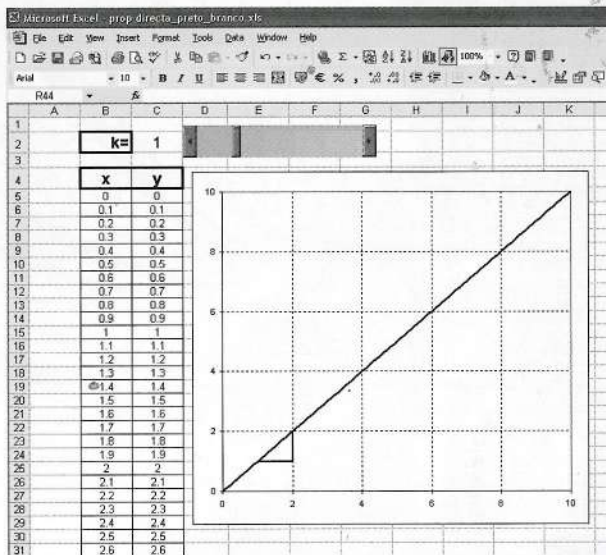 Microsoft Excel - prop directa_preto_branco.xls
File Edit View Insert Format Tools Data Window Help
100%
Arial 10 B I U € % ,
R44 fx
A B C D E F G H I J K
1
2 k= 1
3
4 x y
5 0 0
6 0.1 0.1
7 0.2 0.2
8 0.3 0.3
9 0.4 0.4
10 0.5 0.5
11 0.6 0.6
12 0.7 0.7
13 0.8 0.8
14 0.9 0.9
15 1 1
16 1.1 1.1
17 1.2 1.2
18 1.3 1.3
19 1.4 1.4
20 1.5 1.5
21 1.6 1.6
22 1.7 1.7
23 1.8 1.8
24 1.9 1.9
25 2 2
26 2.1 2.1
27 2.2 2.2
28 2.3 2.3
29 2.4 2.4
30 2.5 2.5
31 2.6 2.6
10
8
6
4
2
0
0 2 4 6 8 10